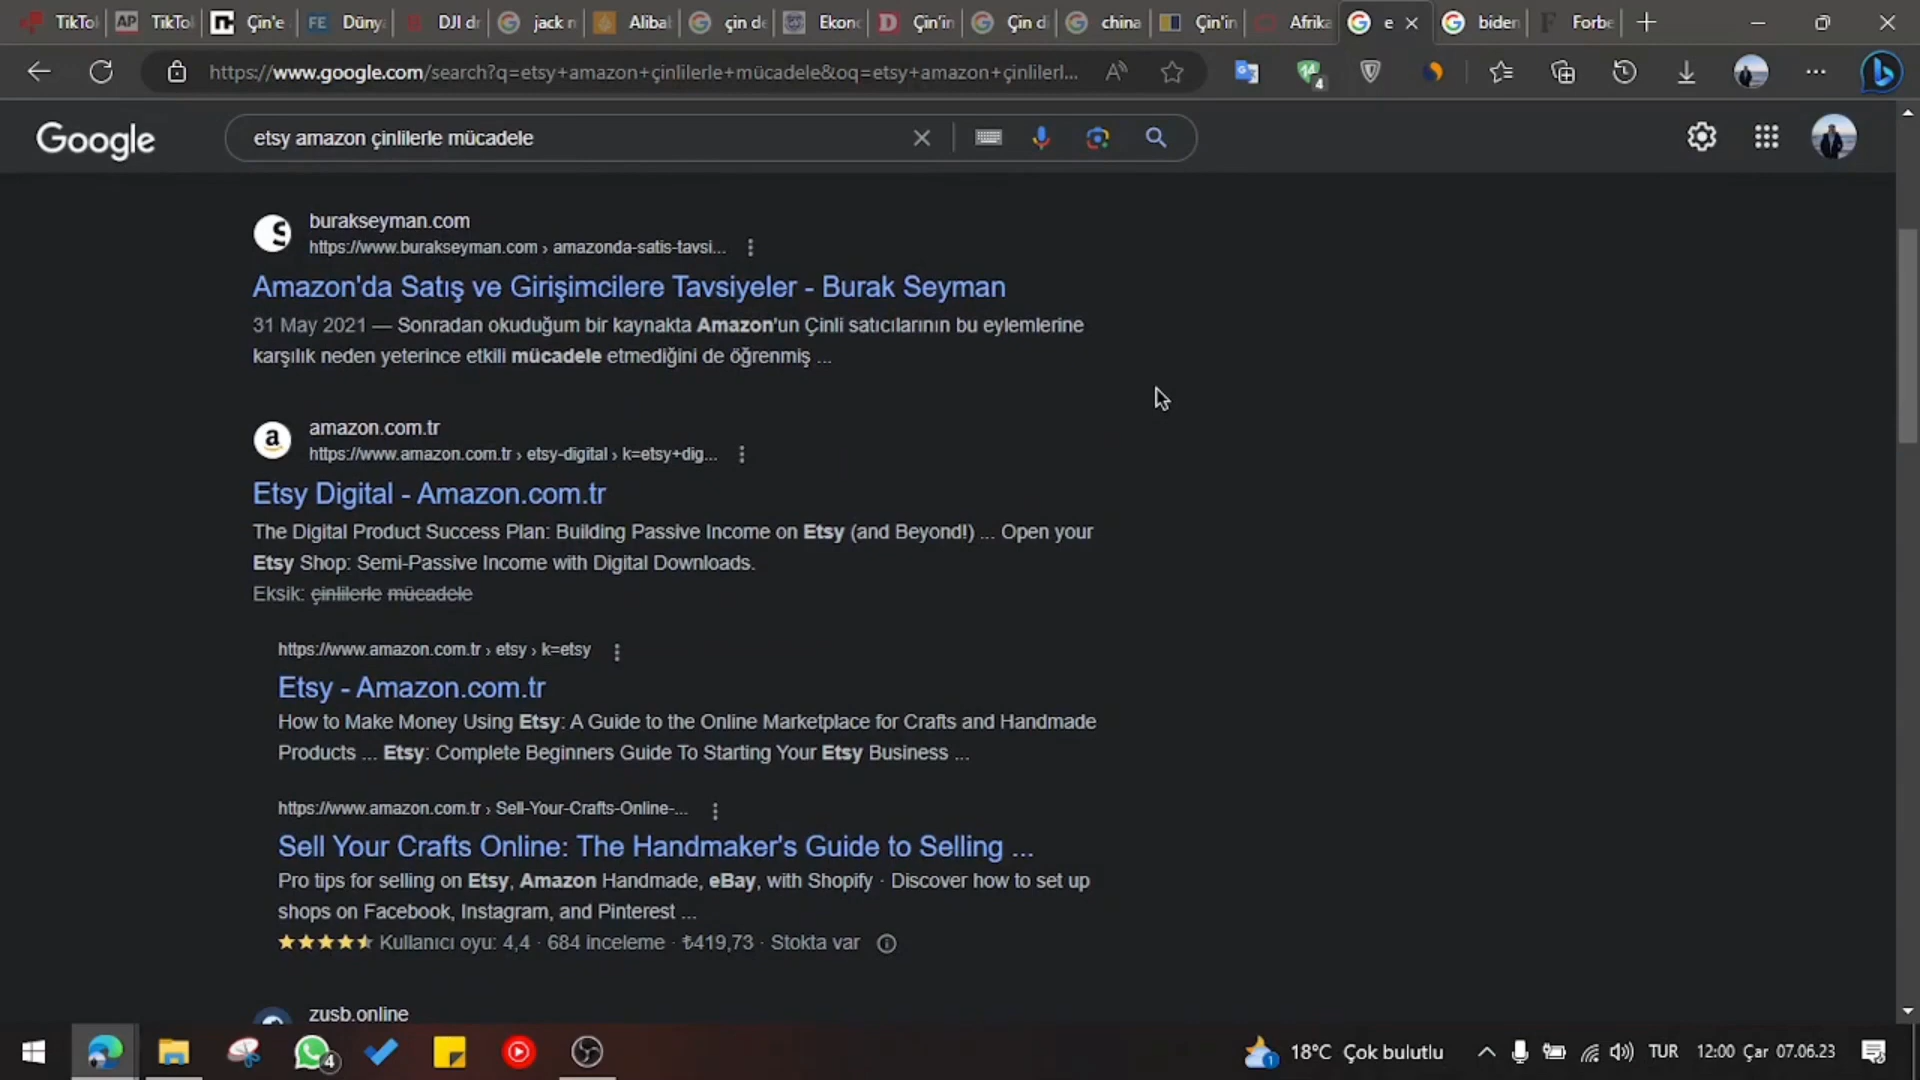 TikTo
TikTo
Çin'e
Düny
DJI d
jack
Aliba
çin d
Ekon
Çin'in
Çin d
china
Çin'in
Afrika
e
biden
Forbe
https://www.google.com/search?q=etsy+amazon+çinlilerle+mücadele&oq=etsy+amazon+çinlilerl...
4
Google
etsy amazon çinlilerle mücadele
burakseyman.com
https://www.burakseyman.com › amazonda-satis-tavsi...
Amazon'da Satış ve Girişimcilere Tavsiyeler - Burak Seyman
31 May 2021 — Sonradan okuduğum bir kaynakta Amazon'un Çinli satıcılarının bu eylemlerine
karşılık neden yeterince etkili mücadele etmediğini de öğrenmiş ...
amazon.com.tr
https://www.amazon.com.tr › etsy-digital › k=etsy+dig...
Etsy Digital - Amazon.com.tr
The Digital Product Success Plan: Building Passive Income on Etsy (and Beyond!) ... Open your
Etsy Shop: Semi-Passive Income with Digital Downloads.
Eksik: çinlilerle mücadele
https://www.amazon.com.tr › etsy › k=etsy
Etsy - Amazon.com.tr
How to Make Money Using Etsy: A Guide to the Online Marketplace for Crafts and Handmade
Products ... Etsy: Complete Beginners Guide To Starting Your Etsy Business ...
https://www.amazon.com.tr › Sell-Your-Crafts-Online-...
Sell Your Crafts Online: The Handmaker's Guide to Selling ...
Pro tips for selling on Etsy, Amazon Handmade, eBay, with Shopify · Discover how to set up
shops on Facebook, Instagram, and Pinterest ...
Kullanıcı oyu: 4,4 · 684 inceleme · ₺419,73 · Stokta var
zusb.online
4
1
18°C Çok bulutlu
TUR
12:00 Çar 07.06.23